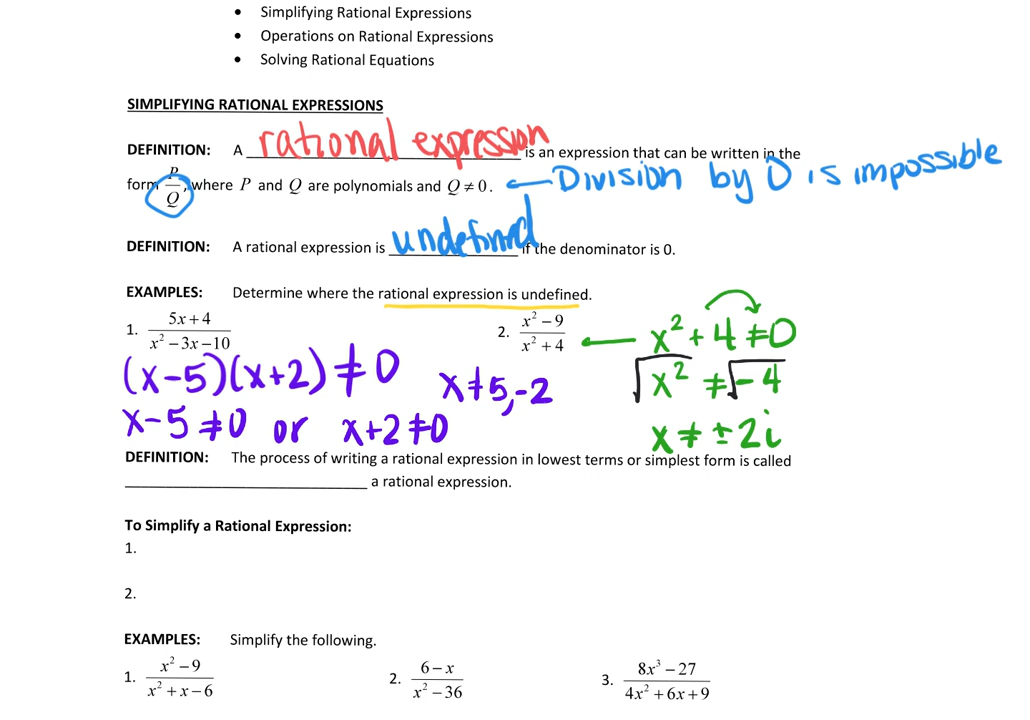 • Simplifying Rational Expressions
• Operations on Rational Expressions
• Solving Rational Equations
SIMPLIFYING RATIONAL EXPRESSIONS
DEFINITION: A rational expression is an expression that can be written in the
form P/Q, where P and Q are polynomials and Q ≠ 0. ← Division by 0 is impossible
DEFINITION: A rational expression is undefined if the denominator is 0.
EXAMPLES: Determine where the rational expression is undefined.
1. (5x + 4)/(x² − 3x − 10) 2. (x² − 9)/(x² + 4) ← x² + 4 ≠ 0
(x−5)(x+2) ≠ 0 x ≠ 5, −2 √x² ≠ √−4
x−5 ≠ 0 or x+2 ≠ 0 x ≠ ±2i
DEFINITION: The process of writing a rational expression in lowest terms or simplest form is called
______________________________ a rational expression.
To Simplify a Rational Expression:
1.
2.
EXAMPLES: Simplify the following.
1. (x² − 9)/(x² + x − 6) 2. (6 − x)/(x² − 36) 3. (8x³ − 27)/(4x² + 6x + 9)